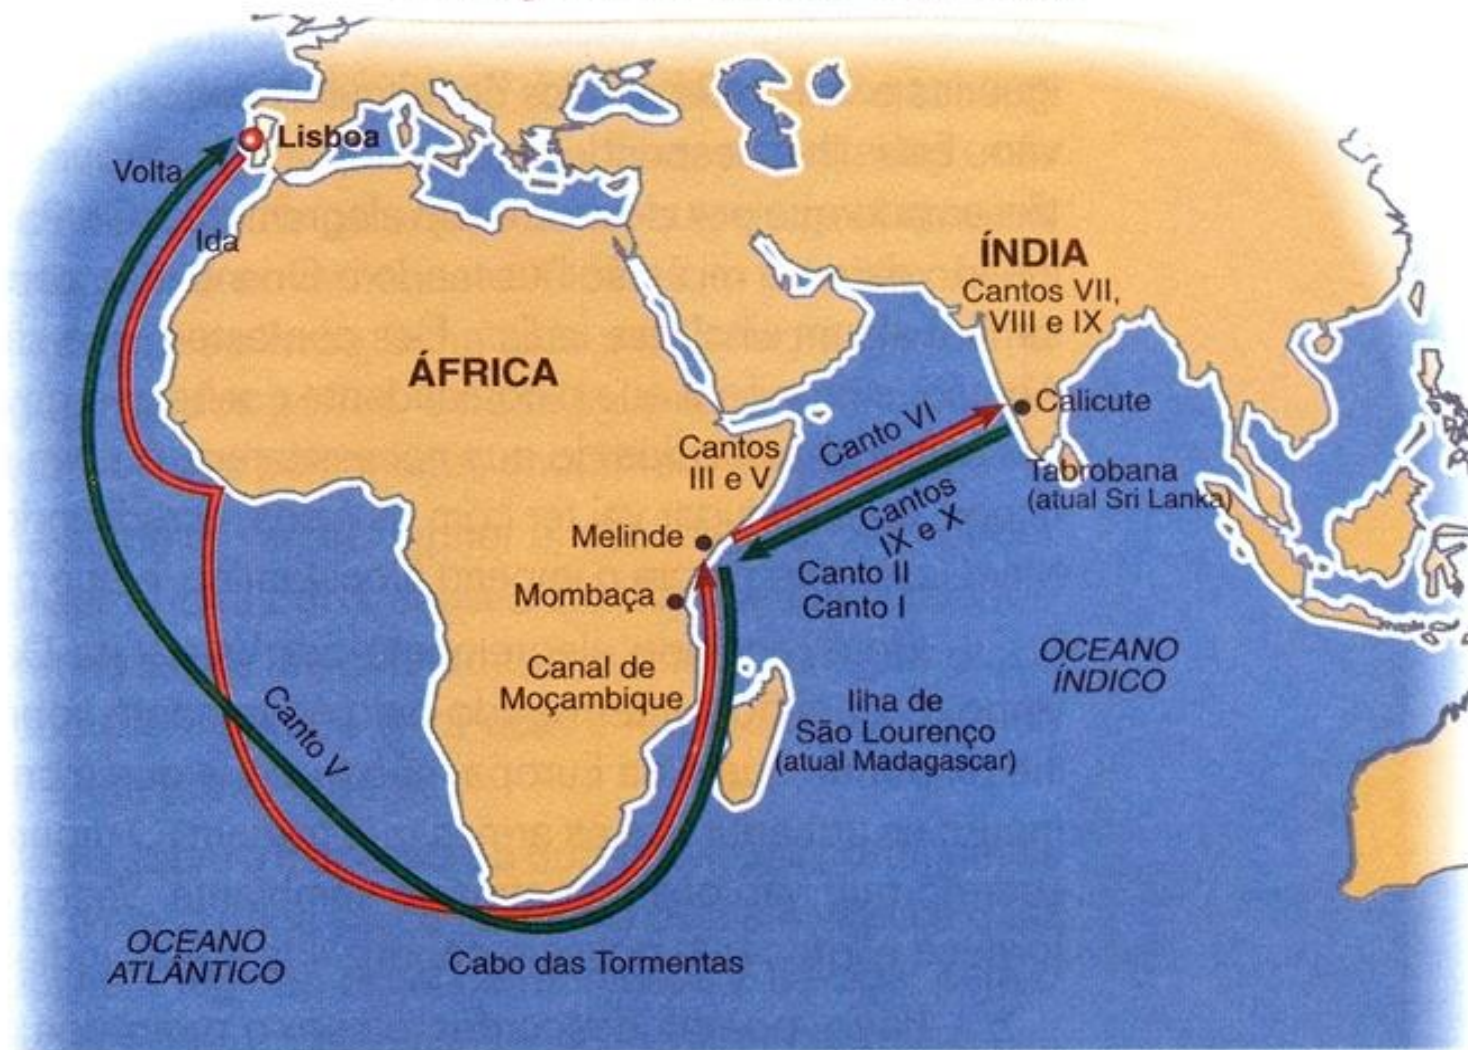 Lisboa
Volta
Ida
ÍNDIA
Cantos VII,
VIII e IX
ÁFRICA
Calicute
Canto VI
Cantos
III e V
Tabrobana
(atual Sri Lanka)
Cantos
IX e X
Melinde
Canto II
Canto I
Mombaça
OCEANO
ÍNDICO
Canal de
Moçambique
Ilha de
São Lourenço
(atual Madagascar)
Canto V
OCEANO
ATLÂNTICO
Cabo das Tormentas